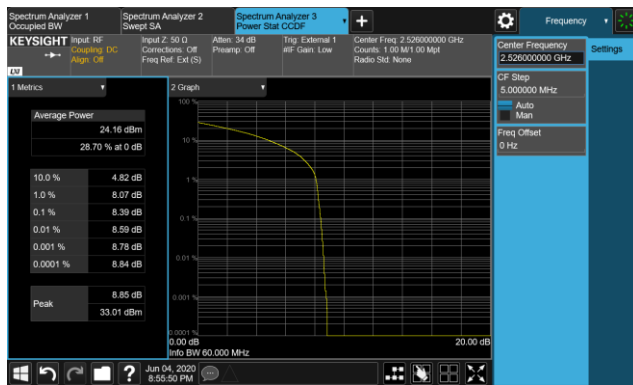 Spectrum Analyzer 1
Occupied BW
Spectrum Analyzer 2
Swept SA
Spectrum Analyzer 3
Power Stat CCDF
Frequency
KEYSIGHT
Input: RF
Coupling: DC
Align: Off
Input Z: 50 Ω
Corrections: Off
Freq Ref: Ext (S)
Atten: 34 dB
Preamp: Off
Trig: External 1
#IF Gain: Low
Center Freq: 2.526000000 GHz
Counts: 1.00 M/1.00 Mpt
Radio Std: None
LXI
Center Frequency
2.526000000 GHz
Settings
CF Step
5.000000 MHz
Auto
Man
Freq Offset
0 Hz
1 Metrics
Average Power
24.16 dBm
28.70 % at 0 dB
10.0 % 4.82 dB
1.0 % 8.07 dB
0.1 % 8.39 dB
0.01 % 8.59 dB
0.001 % 8.78 dB
0.0001 % 8.84 dB
Peak
8.85 dB
33.01 dBm
2 Graph
100 %
10 %
1 %
0.1 %
0.01 %
0.001 %
0.0001 %
0.00 dB 20.00 dB
Info BW 60.000 MHz
?
Jun 04, 2020
8:55:50 PM